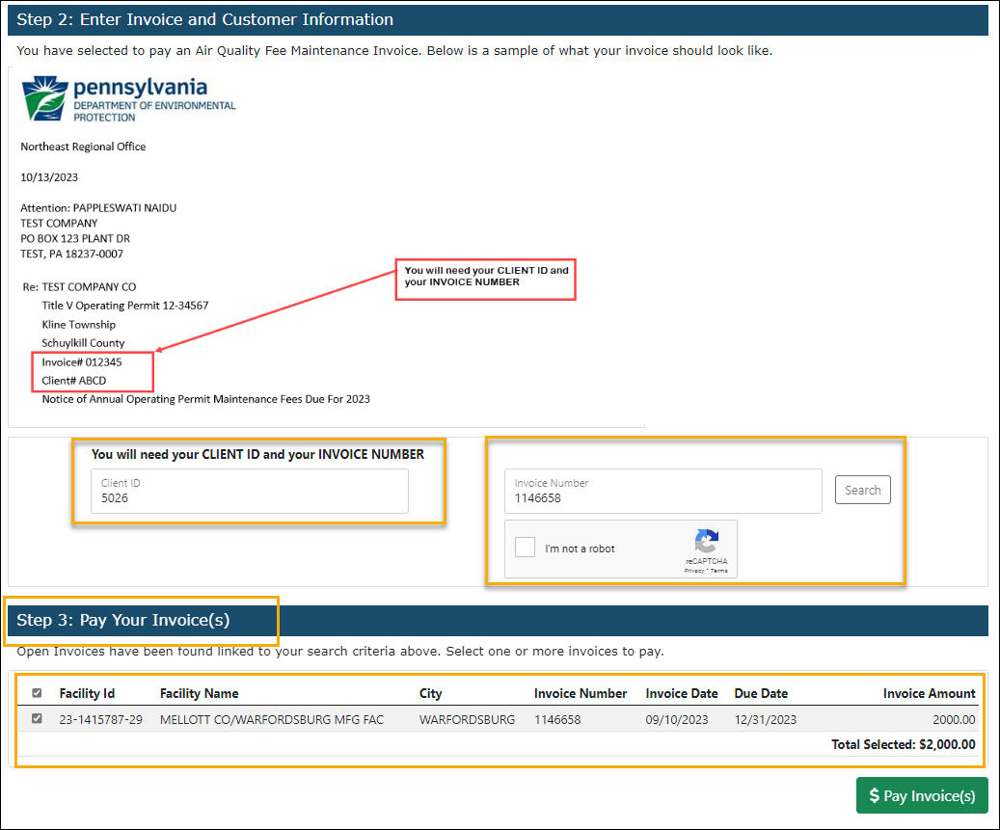 Step 2: Enter Invoice and Customer Information
You have selected to pay an Air Quality Fee Maintenance Invoice. Below is a sample of what your invoice should look like.
pennsylvania
DEPARTMENT OF ENVIRONMENTAL
PROTECTION
Northeast Regional Office
10/13/2023
Attention: PAPPLESWATI NAIDU
TEST COMPANY
PO BOX 123 PLANT DR
TEST, PA 18237-0007
You will need your CLIENT ID and
your INVOICE NUMBER
Re: TEST COMPANY CO
Title V Operating Permit 12-34567
Kline Township
Schuylkill County
Invoice# 012345
Client# ABCD
Notice of Annual Operating Permit Maintenance Fees Due For 2023
You will need your CLIENT ID and your INVOICE NUMBER
Client ID
5026
Invoice Number
1146658
Search
I'm not a robot
reCAPTCHA
Privacy - Terms
Step 3: Pay Your Invoice(s)
Open Invoices have been found linked to your search criteria above. Select one or more invoices to pay.
Facility Id Facility Name City Invoice Number Invoice Date Due Date Invoice Amount
23-1415787-29 MELLOTT CO/WARFORDSBURG MFG FAC WARFORDSBURG 1146658 09/10/2023 12/31/2023 2000.00
Total Selected: $2,000.00
$ Pay Invoice(s)